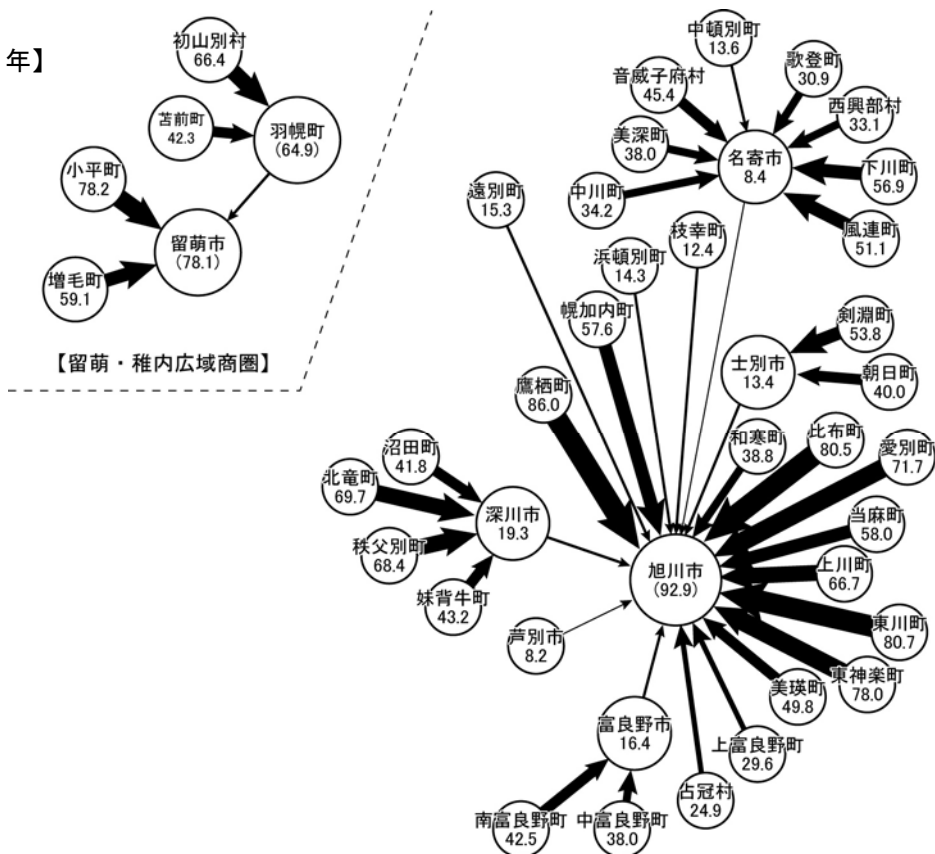 年】
初山別村
66.4
苫前町
42.3
羽幌町
(64.9)
小平町
78.2
留萌市
(78.1)
増毛町
59.1
【留萌・稚内広域商圏】
中頓別町
13.6
歌登町
30.9
音威子府村
45.4
西興部村
33.1
美深町
38.0
名寄市
8.4
下川町
56.9
中川町
34.2
風連町
51.1
遠別町
15.3
枝幸町
12.4
浜頓別町
14.3
幌加内町
57.6
剣淵町
53.8
士別市
13.4
朝日町
40.0
鷹栖町
86.0
和寒町
38.8
比布町
80.5
愛別町
71.7
沼田町
41.8
北竜町
69.7
深川市
19.3
当麻町
58.0
秩父別町
68.4
旭川市
(92.9)
上川町
66.7
妹背牛町
43.2
芦別市
8.2
東川町
80.7
東神楽町
78.0
美瑛町
49.8
富良野市
16.4
上富良野町
29.6
占冠村
24.9
南富良野町
42.5
中富良野町
38.0